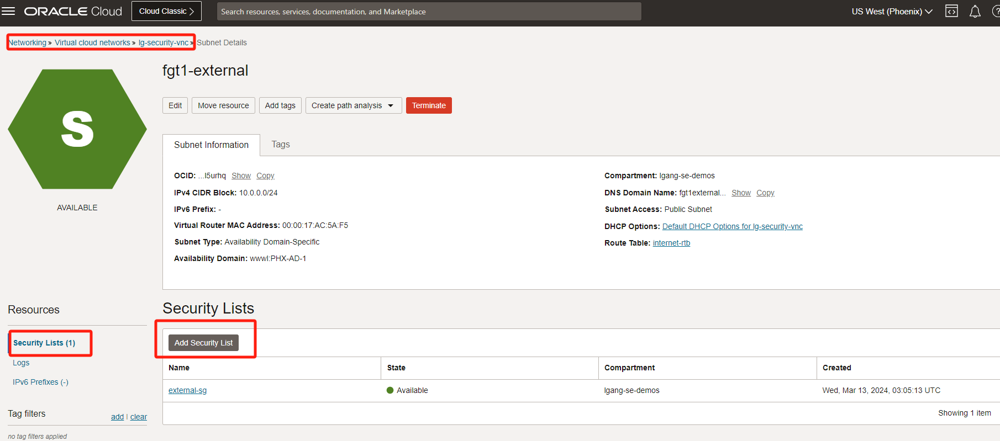 ORACLE Cloud
Cloud Classic
Search resources, services, documentation, and Marketplace
US West (Phoenix)
Networking » Virtual cloud networks » lg-security-vnc » Subnet Details
fgt1-external
S
AVAILABLE
Edit
Move resource
Add tags
Create path analysis
Terminate
Subnet Information
Tags
OCID: ...l5urhq Show Copy
IPv4 CIDR Block: 10.0.0.0/24
IPv6 Prefix: -
Virtual Router MAC Address: 00:00:17:AC:5A:F5
Subnet Type: Availability Domain-Specific
Availability Domain: wwwl:PHX-AD-1
Compartment: lgang-se-demos
DNS Domain Name: fgt1external... Show Copy
Subnet Access: Public Subnet
DHCP Options: Default DHCP Options for lg-security-vnc
Route Table: internet-rtb
Resources
Security Lists (1)
Logs
IPv6 Prefixes (-)
Tag filters
add | clear
no tag filters applied
Security Lists
Add Security List
Name State Compartment Created
external-sg Available lgang-se-demos Wed, Mar 13, 2024, 03:05:13 UTC
Showing 1 item